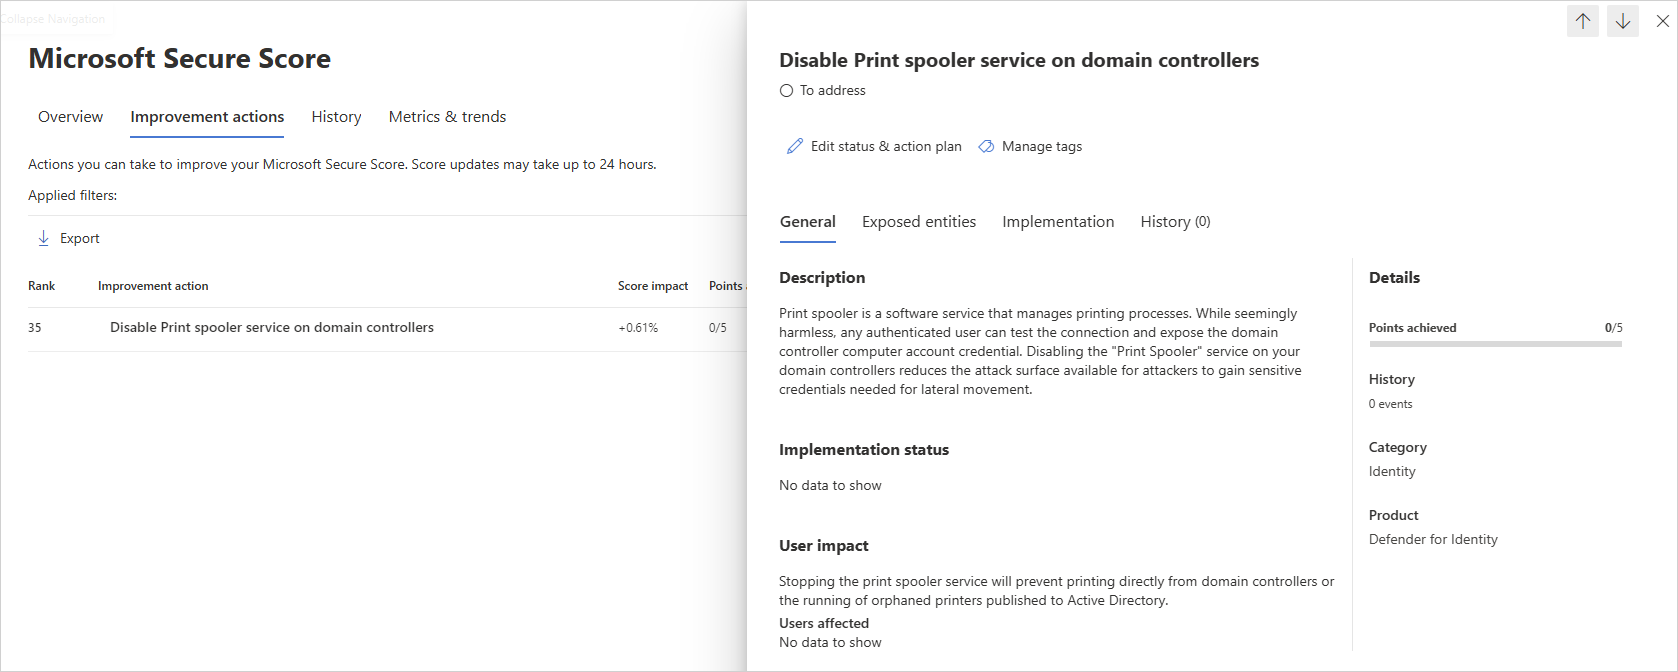 Collapse Navigation
Microsoft Secure Score
Overview
Improvement actions
History
Metrics & trends
Actions you can take to improve your Microsoft Secure Score. Score updates may take up to 24 hours.
Applied filters:
Export
Rank
Improvement action
Score impact
Points
35
Disable Print spooler service on domain controllers
+0.61%
0/5
Disable Print spooler service on domain controllers
To address
Edit status & action plan
Manage tags
General
Exposed entities
Implementation
History (0)
Description
Print spooler is a software service that manages printing processes. While seemingly
harmless, any authenticated user can test the connection and expose the domain
controller computer account credential. Disabling the "Print Spooler" service on your
domain controllers reduces the attack surface available for attackers to gain sensitive
credentials needed for lateral movement.
Implementation status
No data to show
User impact
Stopping the print spooler service will prevent printing directly from domain controllers or
the running of orphaned printers published to Active Directory.
Users affected
No data to show
Details
Points achieved
0/5
History
0 events
Category
Identity
Product
Defender for Identity